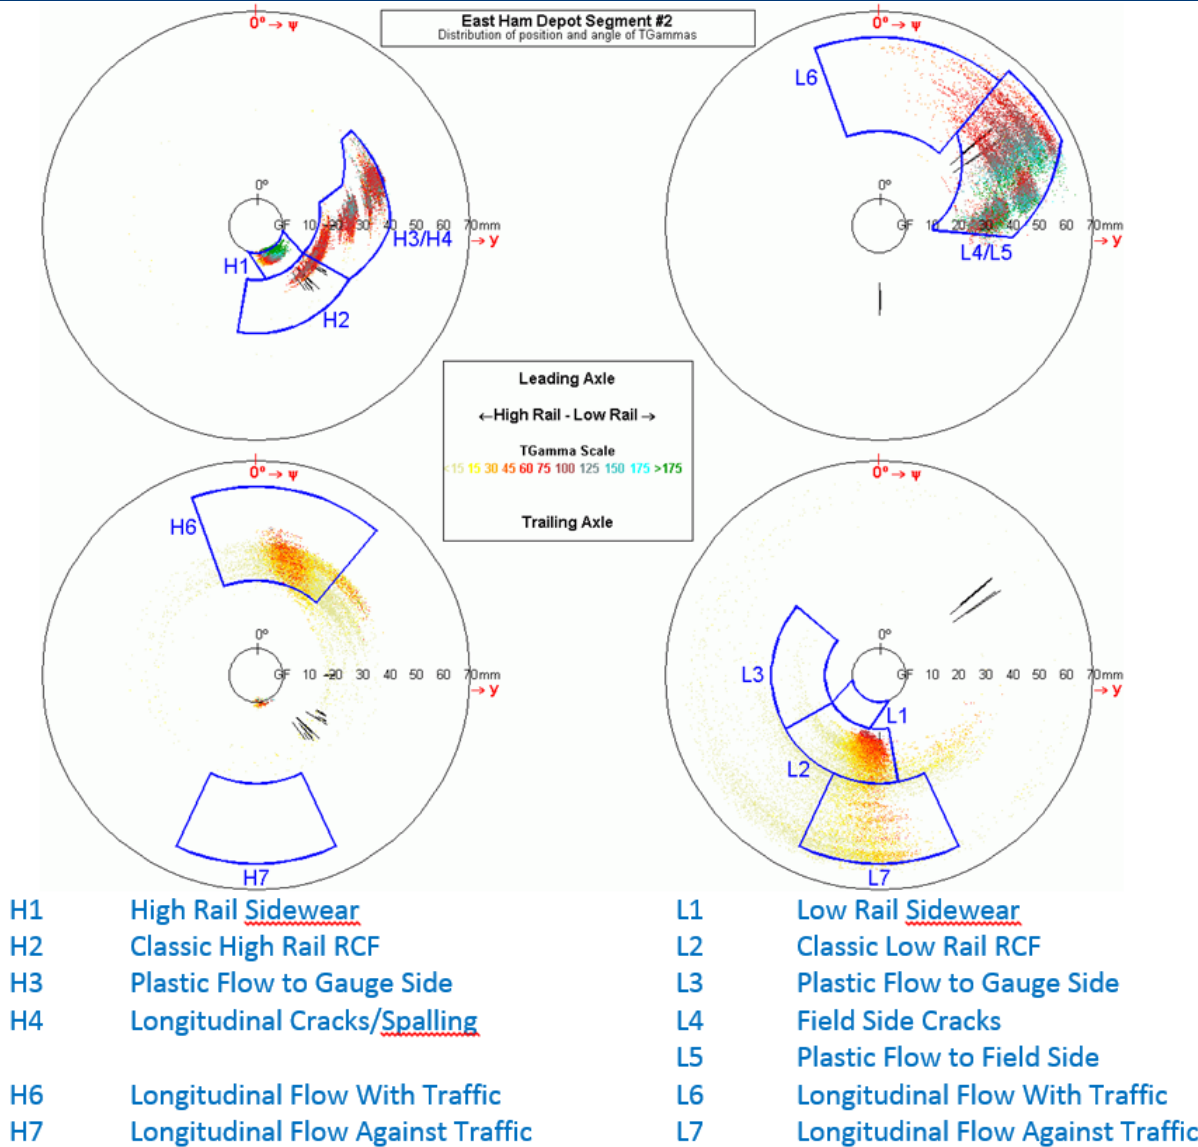 East Ham Depot Segment #2
Distribution of position and angle of TGammas
0° → ψ
0° → ψ
L6
0°
0°
GF 10 20 30 40 50 60 70mm
GF 10 20 30 40 50 60 70mm
→ y
→ y
H3/H4
L4/L5
H1
H2
Leading Axle
←High Rail - Low Rail →
TGamma Scale
<15 15 30 45 60 75 100 125 150 175 >175
Trailing Axle
0° → ψ
0° → ψ
H6
0°
0°
GF 10 20 30 40 50 60 70mm
GF 10 20 30 40 50 60 70mm
→ y
→ y
L3
L1
L2
H7
L7
H1 High Rail Sidewear
H2 Classic High Rail RCF
H3 Plastic Flow to Gauge Side
H4 Longitudinal Cracks/Spalling
H6 Longitudinal Flow With Traffic
H7 Longitudinal Flow Against Traffic
L1 Low Rail Sidewear
L2 Classic Low Rail RCF
L3 Plastic Flow to Gauge Side
L4 Field Side Cracks
L5 Plastic Flow to Field Side
L6 Longitudinal Flow With Traffic
L7 Longitudinal Flow Against Traffic